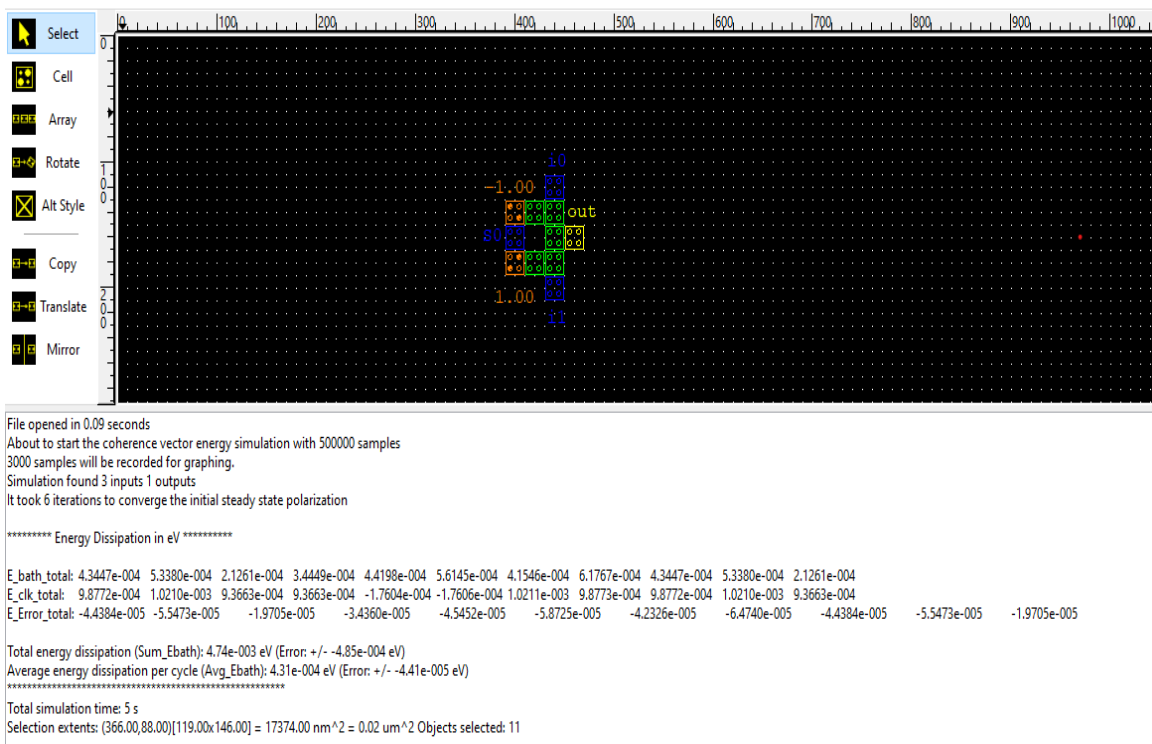 Select
Cell
Array
Rotate
Alt Style
Copy
Translate
Mirror
0 100 200 300 400 500 600 700 800 900 1000
0
100
200
i0
-1.00
out
s0
1.00
i1
File opened in 0.09 seconds
About to start the coherence vector energy simulation with 500000 samples
3000 samples will be recorded for graphing.
Simulation found 3 inputs 1 outputs
It took 6 iterations to converge the initial steady state polarization
********* Energy Dissipation in eV **********
E_bath_total: 4.3447e-004 5.3380e-004 2.1261e-004 3.4449e-004 4.4198e-004 5.6145e-004 4.1546e-004 6.1767e-004 4.3447e-004 5.3380e-004 2.1261e-004
E_clk_total: 9.8772e-004 1.0210e-003 9.3663e-004 9.3663e-004 -1.7604e-004 -1.7606e-004 1.0211e-003 9.8773e-004 9.8772e-004 1.0210e-003 9.3663e-004
E_Error_total: -4.4384e-005 -5.5473e-005 -1.9705e-005 -3.4360e-005 -4.5452e-005 -5.8725e-005 -4.2326e-005 -6.4740e-005 -4.4384e-005 -5.5473e-005 -1.9705e-005
Total energy dissipation (Sum_Ebath): 4.74e-003 eV (Error: +/- -4.85e-004 eV)
Average energy dissipation per cycle (Avg_Ebath): 4.31e-004 eV (Error: +/- -4.41e-005 eV)
******************************************************
Total simulation time: 5 s
Selection extents: (366.00,88.00)[119.00x146.00] = 17374.00 nm^2 = 0.02 um^2 Objects selected: 11